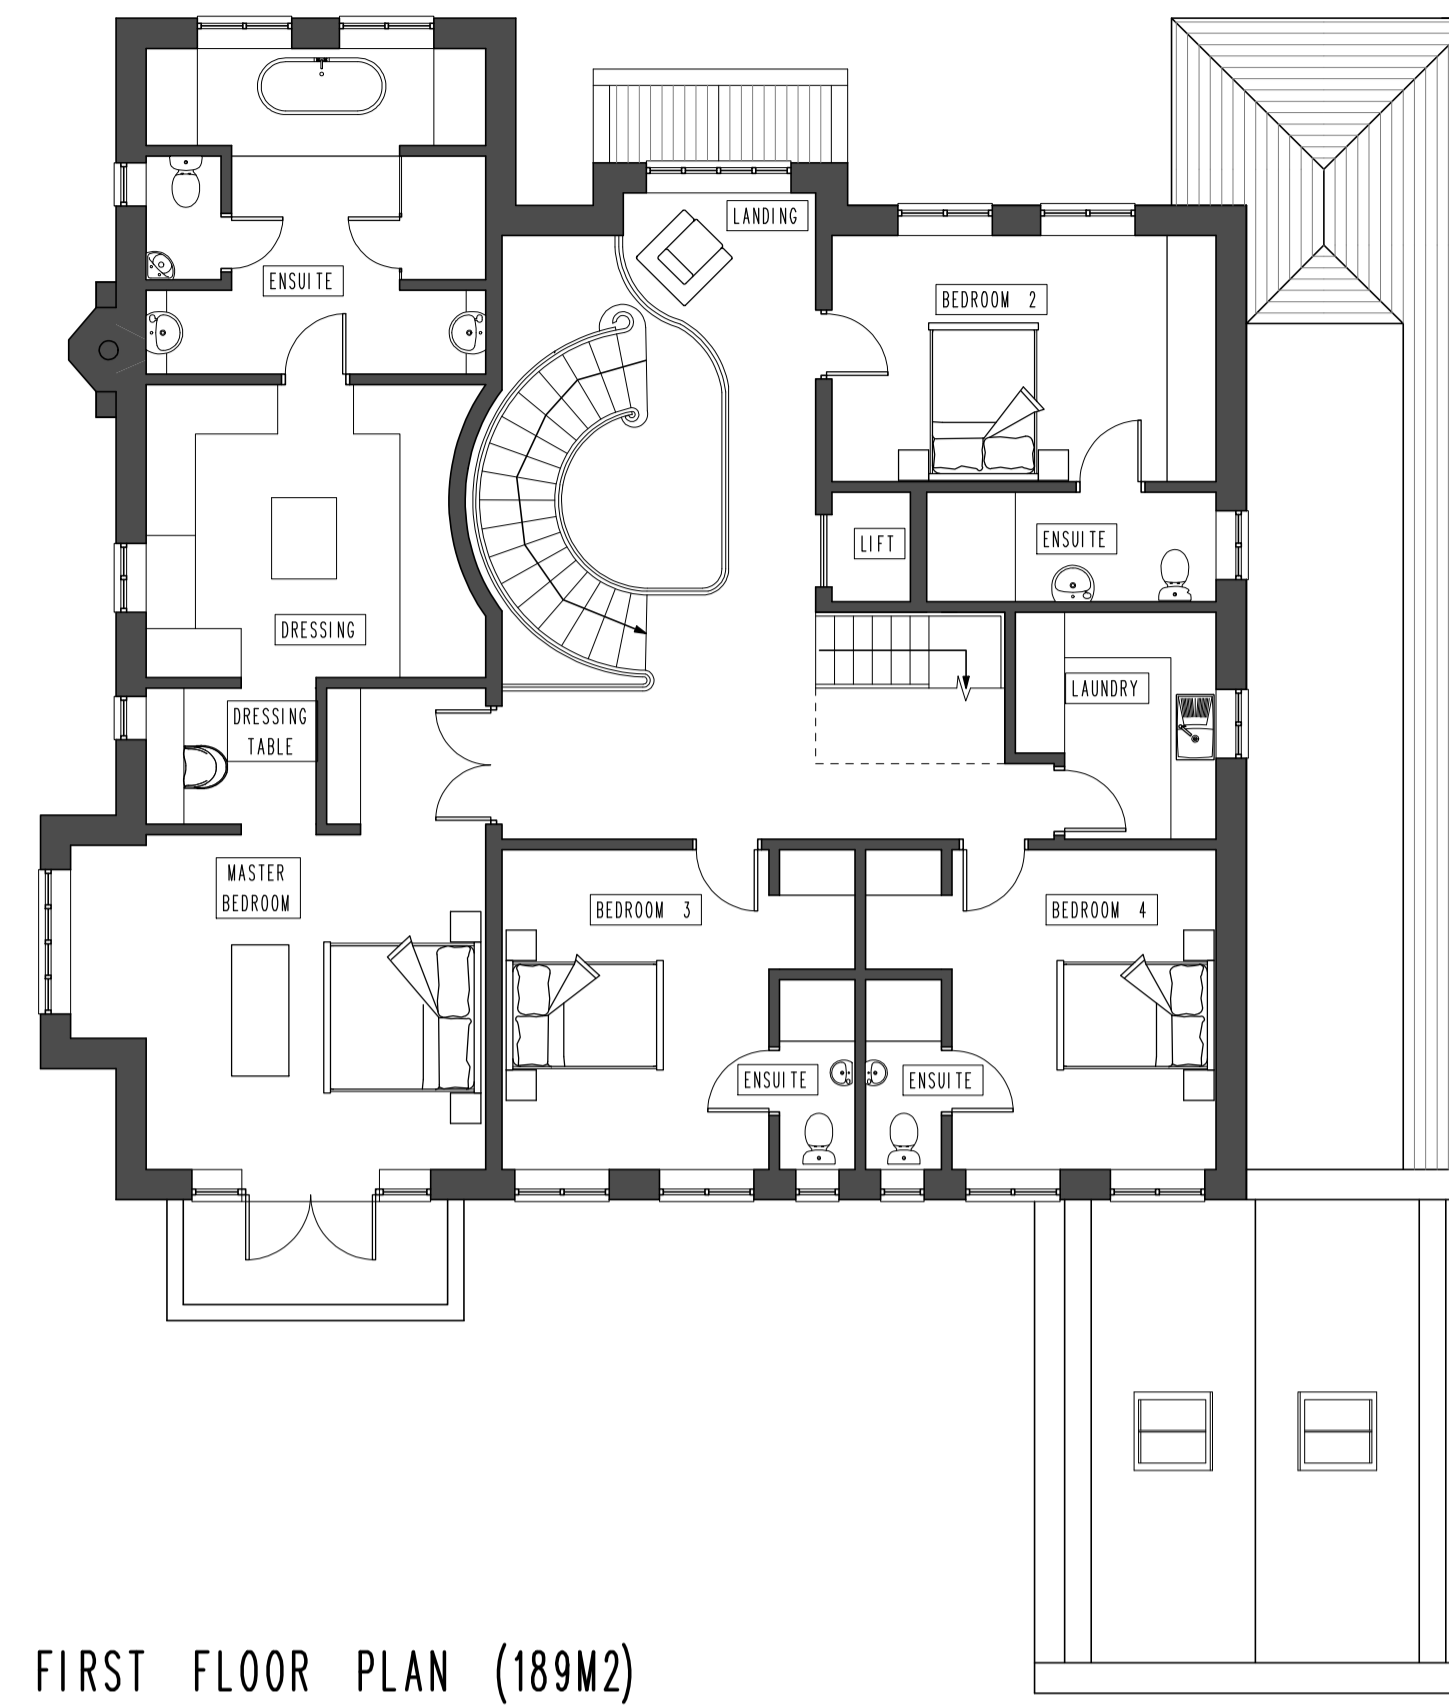 LANDING
ENSUITE
BEDROOM 2
LIFT
ENSUITE
DRESSING
LAUNDRY
DRESSING
TABLE
MASTER
BEDROOM
BEDROOM 3
BEDROOM 4
ENSUITE
ENSUITE
FIRST FLOOR PLAN (189M2)